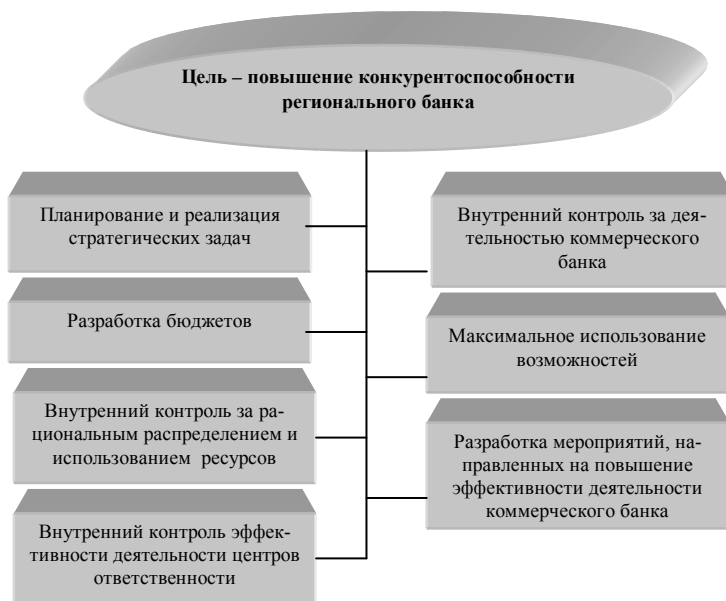 Цель – повышение конкурентоспособности
регионального банка
Планирование и реализация
стратегических задач
Разработка бюджетов
Внутренний контроль за ра-
циональным распределением и
использованием ресурсов
Внутренний контроль эффек-
тивности деятельности центров
ответственности
Внутренний контроль за дея-
тельностью коммерческого
банка
Максимальное использование
возможностей
Разработка мероприятий, на-
правленных на повышение
эффективности деятельности
коммерческого банка